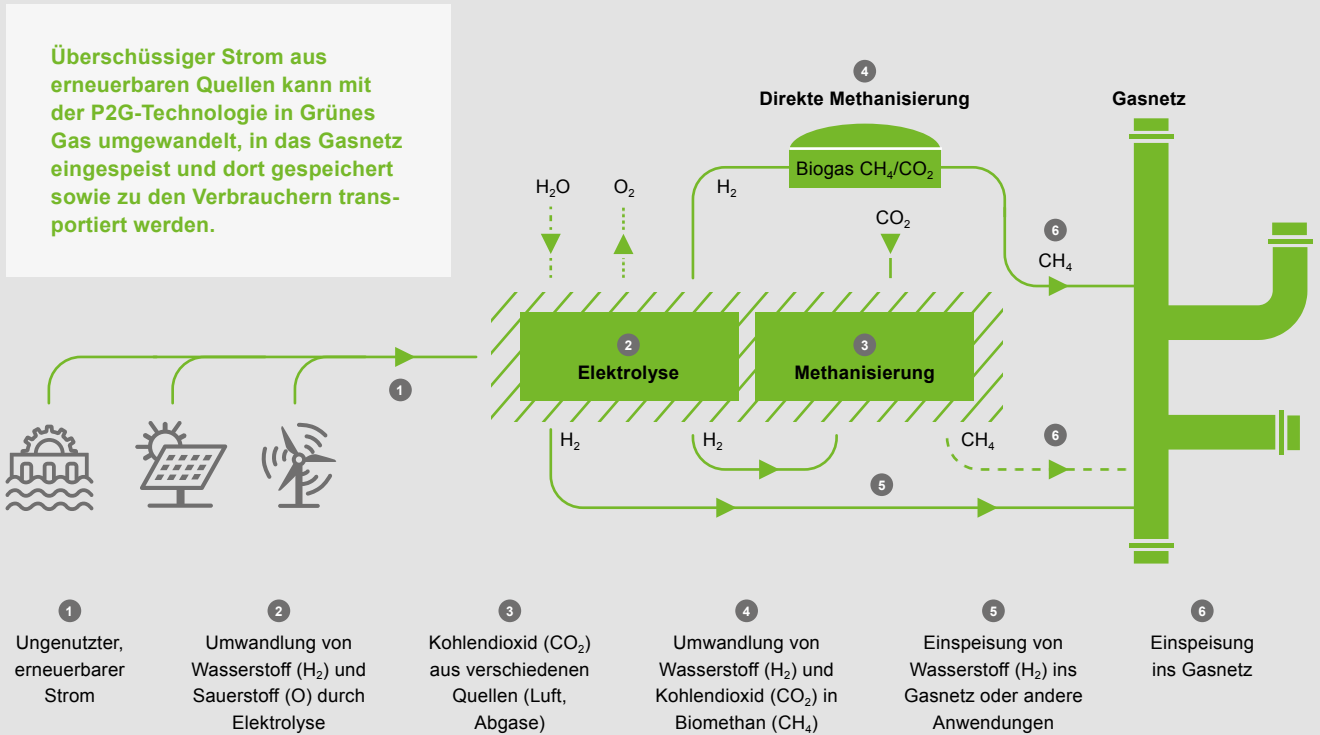 Überschüssiger Strom aus
erneuerbaren Quellen kann mit
der P2G-Technologie in Grünes
Gas umgewandelt, in das Gasnetz
eingespeist und dort gespeichert
sowie zu den Verbrauchern trans-
portiert werden.
4
Direkte Methanisierung
Gasnetz
Biogas CH₄/CO₂
H₂O
O₂
H₂
CO₂
6
CH₄
2
Elektrolyse
3
Methanisierung
1
H₂
H₂
CH₄
6
5
1
Ungenutzter,
erneuerbarer
Strom
2
Umwandlung von
Wasserstoff (H₂) und
Sauerstoff (O) durch
Elektrolyse
3
Kohlendioxid (CO₂)
aus verschiedenen
Quellen (Luft,
Abgase)
4
Umwandlung von
Wasserstoff (H₂) und
Kohlendioxid (CO₂) in
Biomethan (CH₄)
5
Einspeisung von
Wasserstoff (H₂) ins
Gasnetz oder andere
Anwendungen
6
Einspeisung
ins Gasnetz